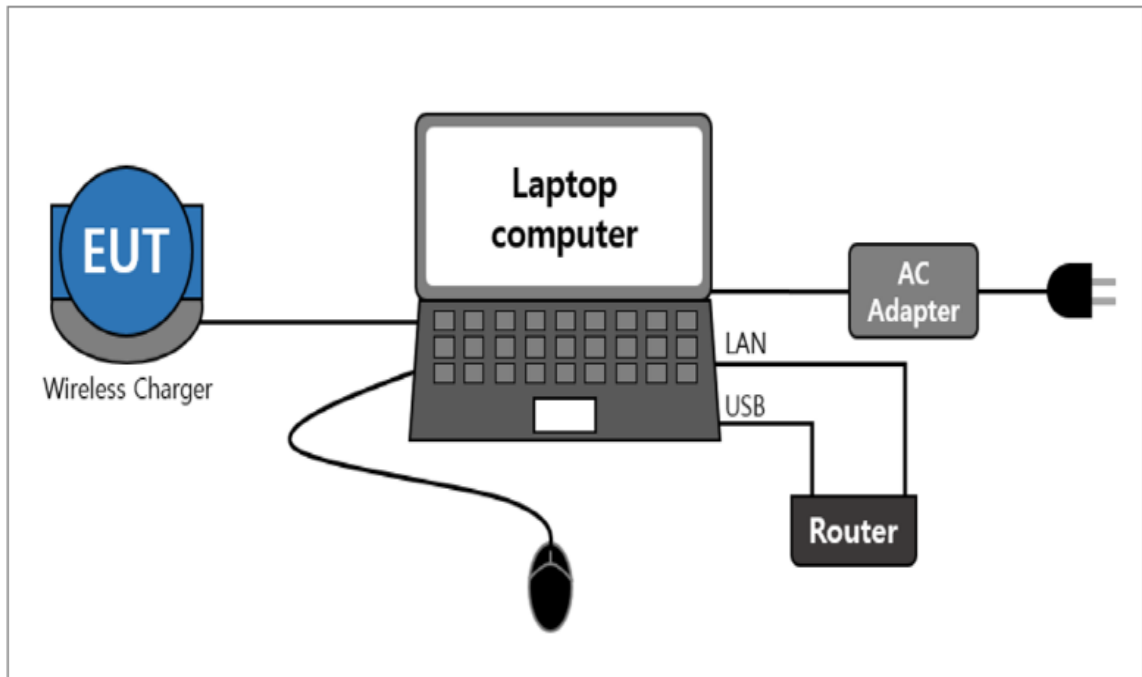 EUT
Wireless Charger
Laptop
computer
AC
Adapter
LAN
USB
Router